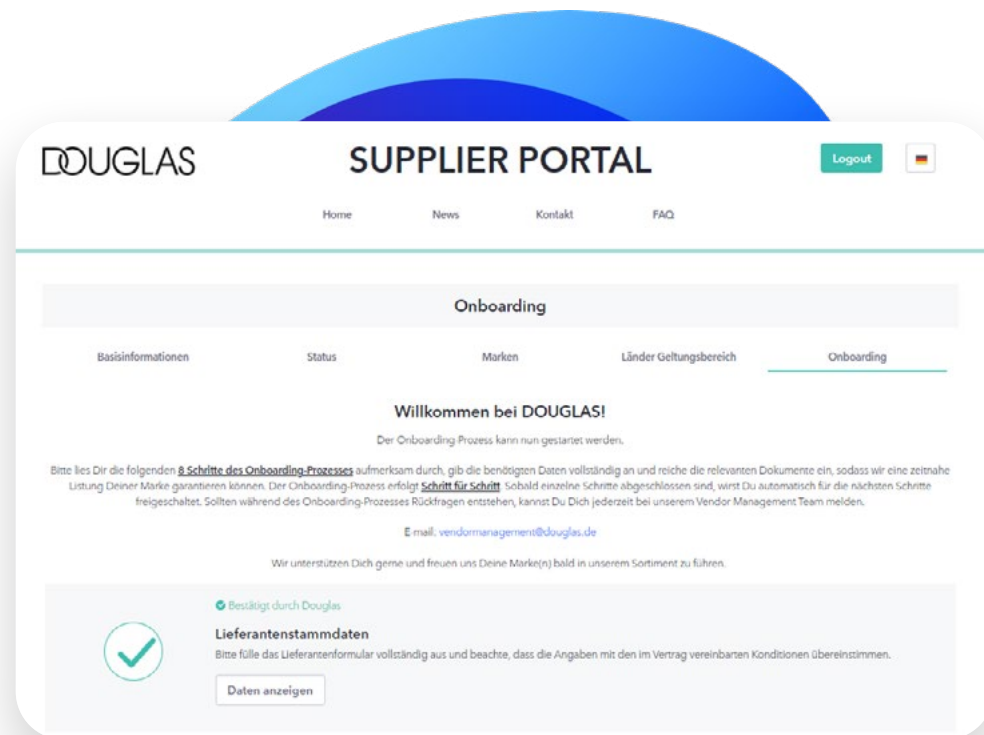 DOUGLAS
SUPPLIER PORTAL
Logout
Home
News
Kontakt
FAQ
Onboarding
Basisinformationen
Status
Marken
Länder Geltungsbereich
Onboarding
Willkommen bei DOUGLAS!
Der Onboarding-Prozess kann nun gestartet werden.
Bitte lies Dir die folgenden 8 Schritte des Onboarding-Prozesses aufmerksam durch, gib die benötigten Daten vollständig an und reiche die relevanten Dokumente ein, sodass wir eine zeitnahe
Listung Deiner Marke garantieren können. Der Onboarding-Prozess erfolgt Schritt für Schritt. Sobald einzelne Schritte abgeschlossen sind, wirst Du automatisch für die nächsten Schritte
freigeschaltet. Sollten während des Onboarding-Prozesses Rückfragen entstehen, kannst Du Dich jederzeit bei unserem Vendor Management Team melden.
E-mail: vendormanagement@douglas.de
Wir unterstützen Dich gerne und freuen uns Deine Marke(n) bald in unserem Sortiment zu führen.
Bestätigt durch Douglas
Lieferantenstammdaten
Bitte fülle das Lieferantenformular vollständig aus und beachte, dass die Angaben mit den im Vertrag vereinbarten Konditionen übereinstimmen.
Daten anzeigen